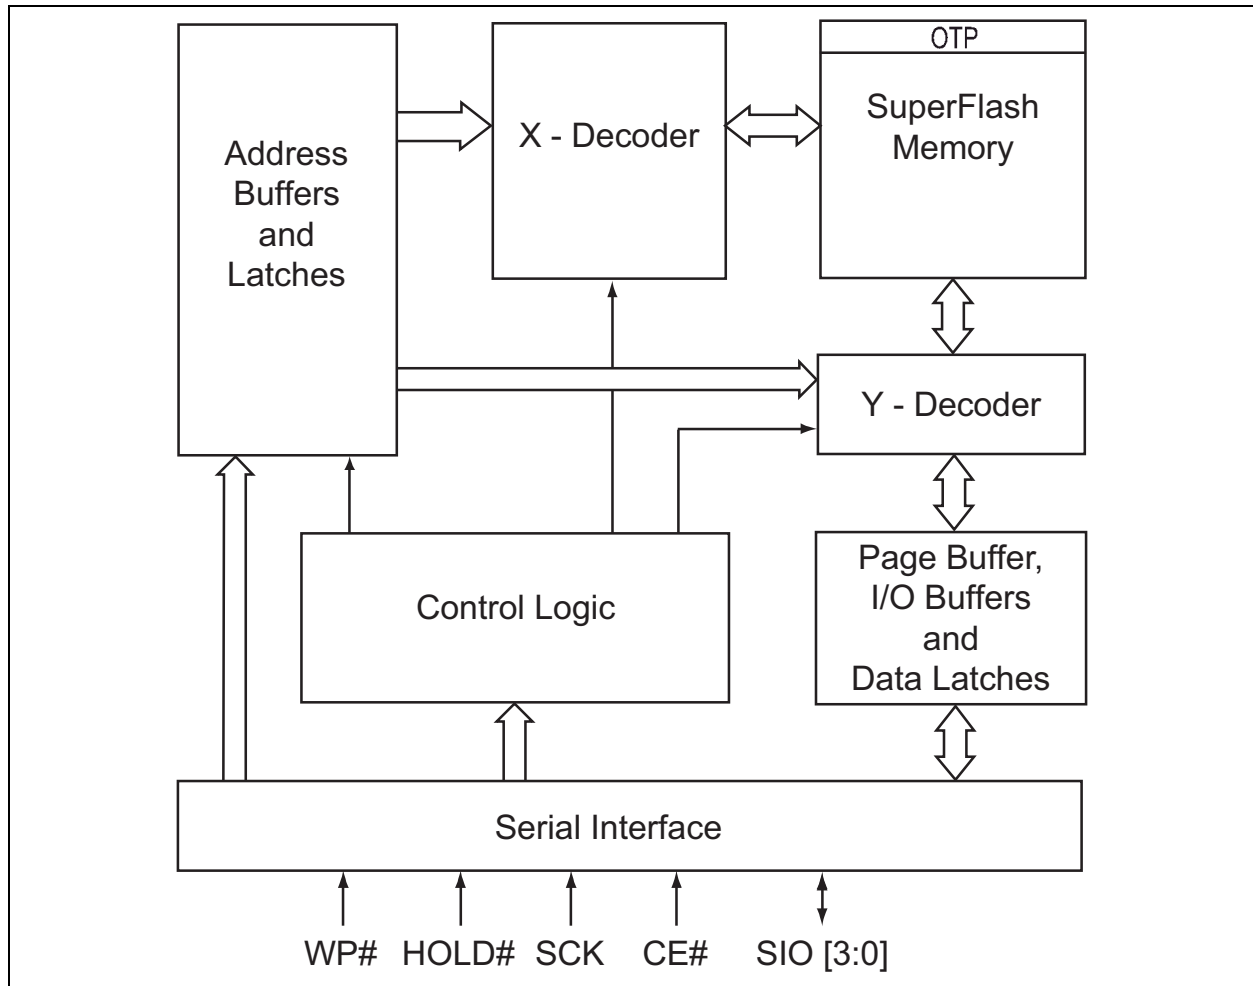 OTP
SuperFlash
Memory
X - Decoder
Address
Buffers
and
Latches
Y - Decoder
Page Buffer,
I/O Buffers
and
Data Latches
Control Logic
Serial Interface
WP# HOLD# SCK CE# SIO [3:0]